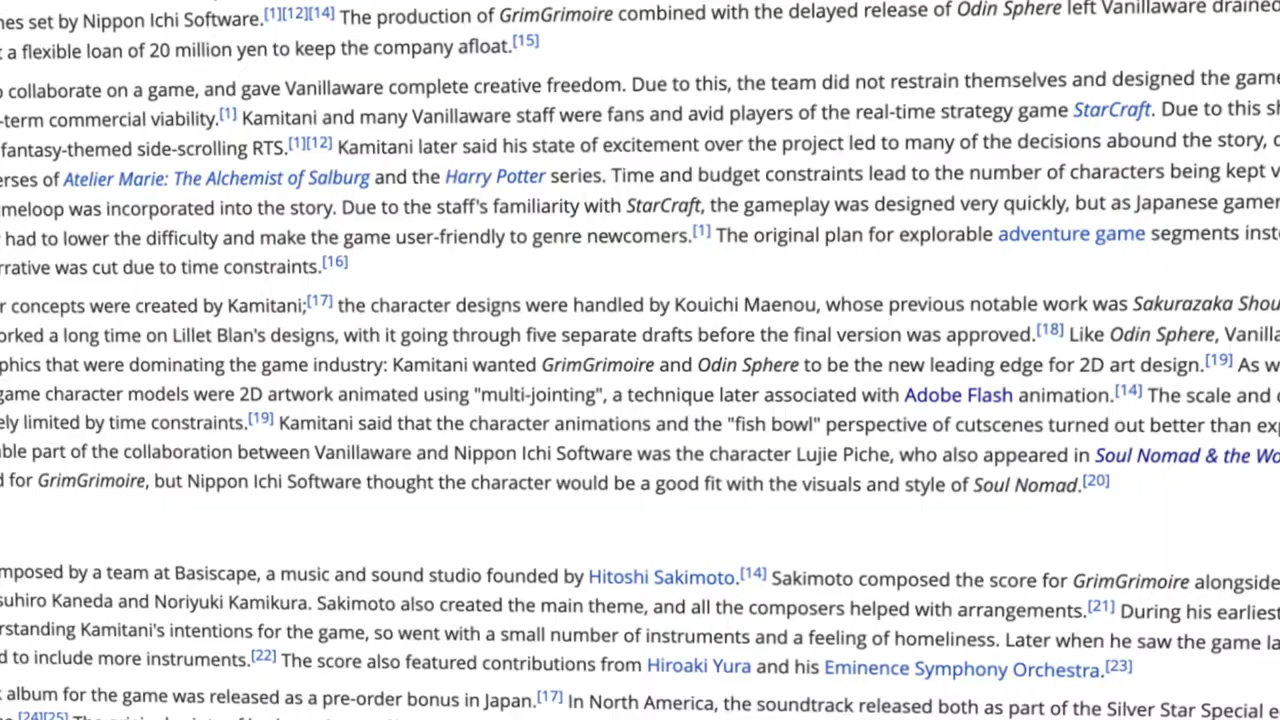 nes set by Nippon Ichi Software.[1][12][14] The production of GrimGrimoire combined with the delayed release of Odin Sphere left Vanillaware drained
t a flexible loan of 20 million yen to keep the company afloat.[15]
o collaborate on a game, and gave Vanillaware complete creative freedom. Due to this, the team did not restrain themselves and designed the game
-term commercial viability.[1] Kamitani and many Vanillaware staff were fans and avid players of the real-time strategy game StarCraft. Due to this sh
fantasy-themed side-scrolling RTS.[1][12] Kamitani later said his state of excitement over the project led to many of the decisions abound the story,
erses of Atelier Marie: The Alchemist of Salburg and the Harry Potter series. Time and budget constraints lead to the number of characters being kept v
meloop was incorporated into the story. Due to the staff's familiarity with StarCraft, the gameplay was designed very quickly, but as Japanese gamer
had to lower the difficulty and make the game user-friendly to genre newcomers.[1] The original plan for explorable adventure game segments inst
rrative was cut due to time constraints.[16]
r concepts were created by Kamitani;[17] the character designs were handled by Kouichi Maenou, whose previous notable work was Sakurazaka Shou
orked a long time on Lillet Blan's designs, with it going through five separate drafts before the final version was approved.[18] Like Odin Sphere, Vanilla
phics that were dominating the game industry: Kamitani wanted GrimGrimoire and Odin Sphere to be the new leading edge for 2D art design.[19] As w
game character models were 2D artwork animated using "multi-jointing", a technique later associated with Adobe Flash animation.[14] The scale and
ely limited by time constraints.[19] Kamitani said that the character animations and the "fish bowl" perspective of cutscenes turned out better than exp
ble part of the collaboration between Vanillaware and Nippon Ichi Software was the character Lujie Piche, who also appeared in Soul Nomad & the Wo
d for GrimGrimoire, but Nippon Ichi Software thought the character would be a good fit with the visuals and style of Soul Nomad.[20]
mposed by a team at Basiscape, a music and sound studio founded by Hitoshi Sakimoto.[14] Sakimoto composed the score for GrimGrimoire alongside
suhiro Kaneda and Noriyuki Kamikura. Sakimoto also created the main theme, and all the composers helped with arrangements.[21] During his earliest
rstanding Kamitani's intentions for the game, so went with a small number of instruments and a feeling of homeliness. Later when he saw the game la
d to include more instruments.[22] The score also featured contributions from Hiroaki Yura and his Eminence Symphony Orchestra.[23]
album for the game was released as a pre-order bonus in Japan.[17] In North America, the soundtrack released both as part of the Silver Star Special e
[24][25]